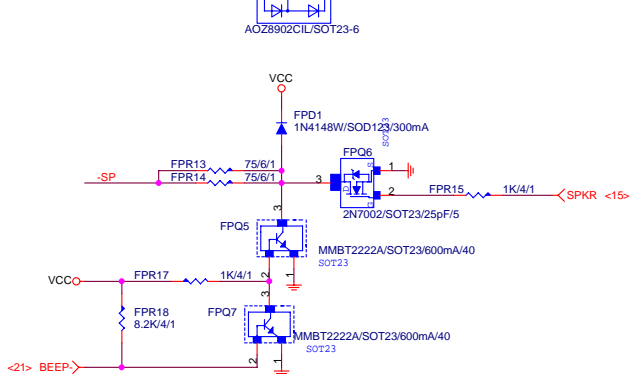 AOZ8902CIL/SOT23-6
VCC
FPD1
1N4148W/SOD123/300mA
SOT23
FPQ6
FPR13 75/6/1
-SP
FPR14 75/6/1
3
S
1
D
G
2
FPR15 1K/4/1
SPKR <15>
2N7002/SOT23/25pF/5
3
FPQ5
MMBT2222A/SOT23/600mA/40
SOT23
2
1
VCC
FPR17 1K/4/1
3
FPR18
8.2K/4/1
FPQ7
MMBT2222A/SOT23/600mA/40
SOT23
2
1
<21> BEEP-